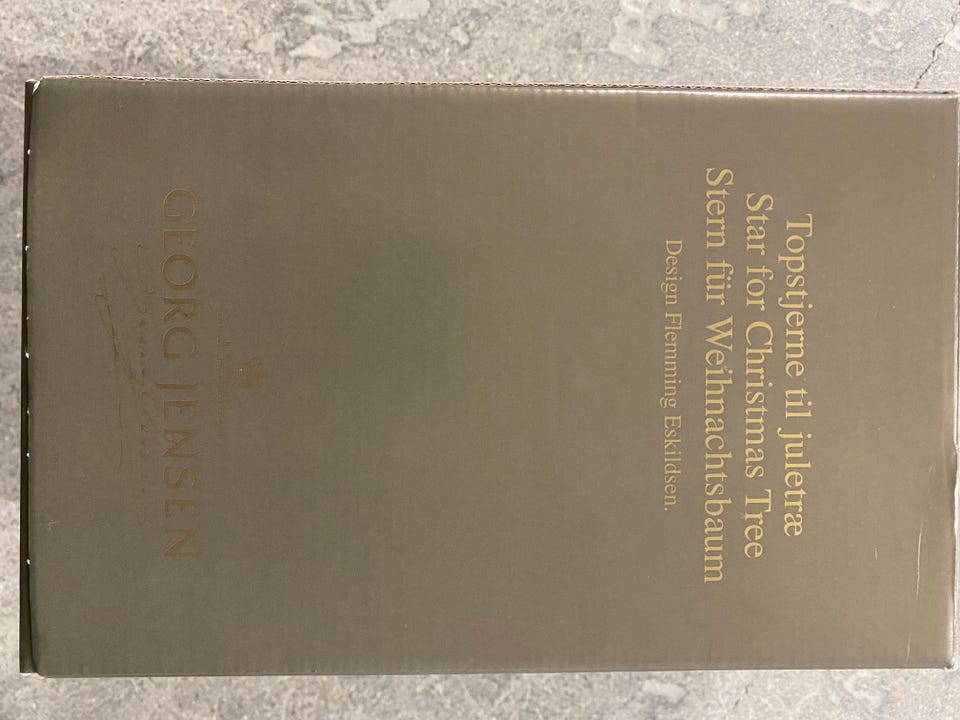 Topstjerne til juletræ
Star for Christmas Tree
Stern für Weihnachtsbaum
Design Flemming Eskildsen.
GEORG JENSEN